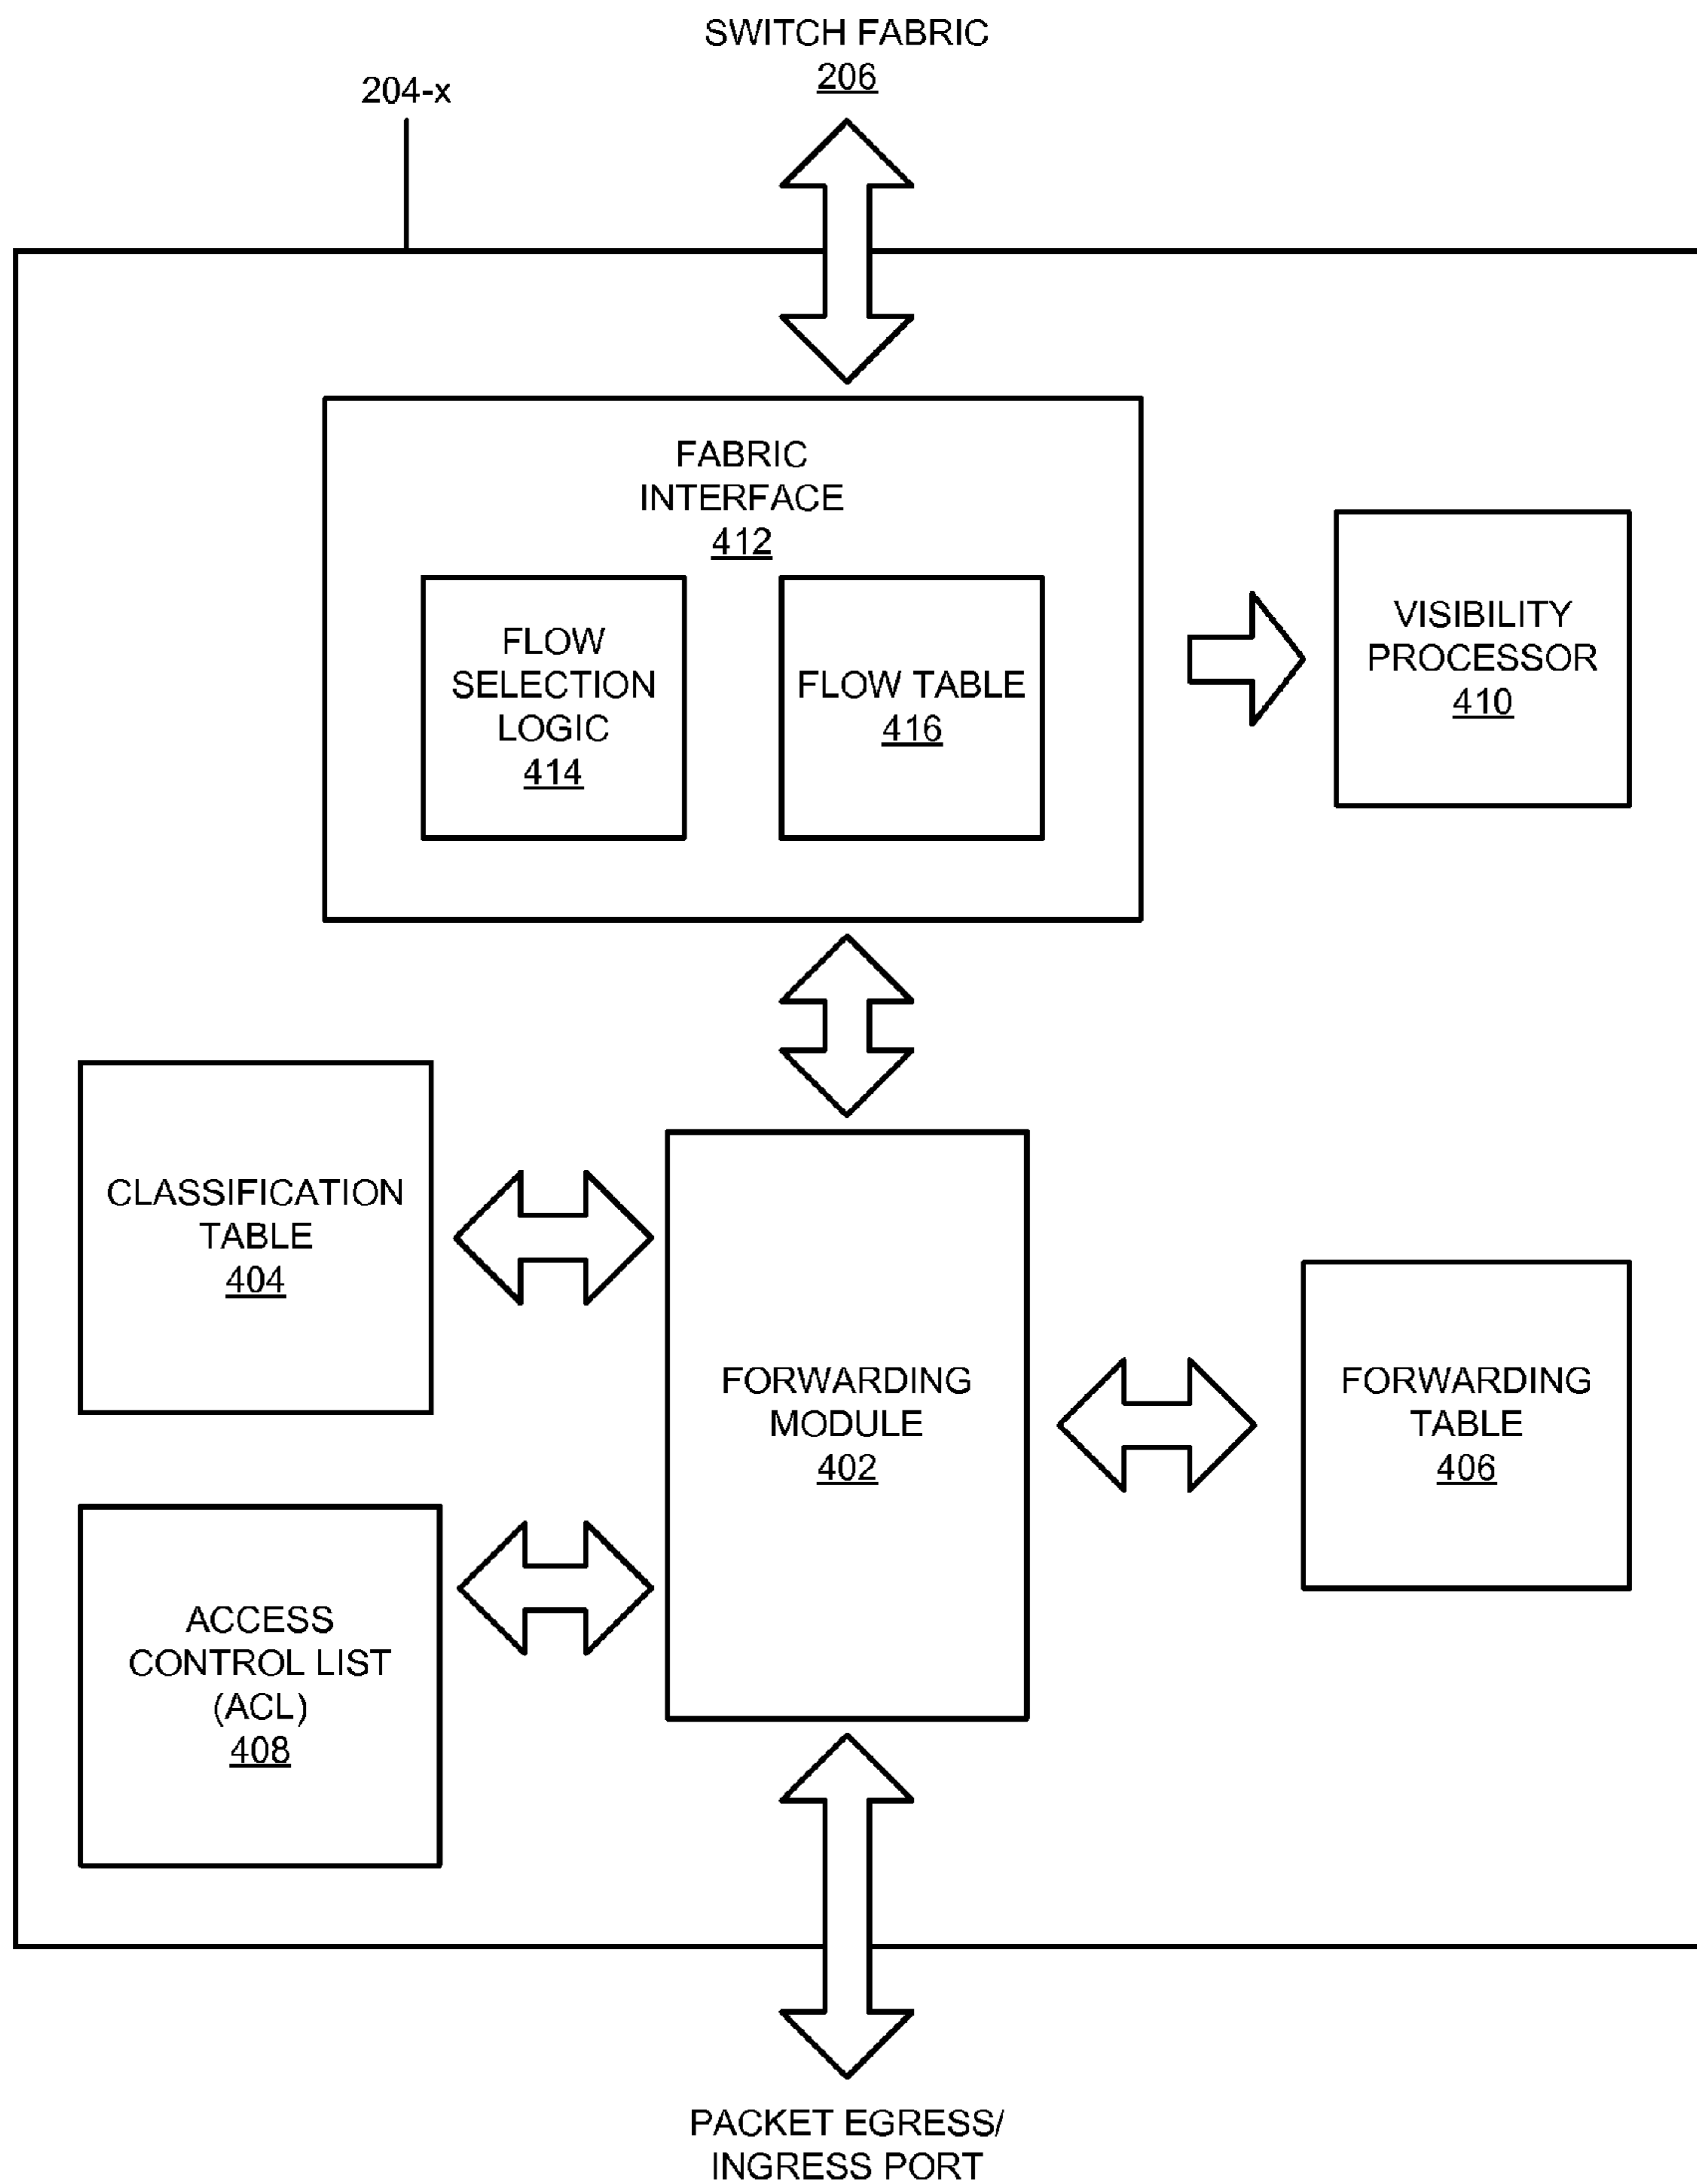 SWITCH FABRIC
206
204-x
FABRIC
INTERFACE
412
FLOW
SELECTION
LOGIC
414
FLOW TABLE
416
VISIBILITY
PROCESSOR
410
CLASSIFICATION
TABLE
404
FORWARDING
MODULE
402
FORWARDING
TABLE
406
ACCESS
CONTROL LIST
(ACL)
408
PACKET EGRESS/
INGRESS PORT